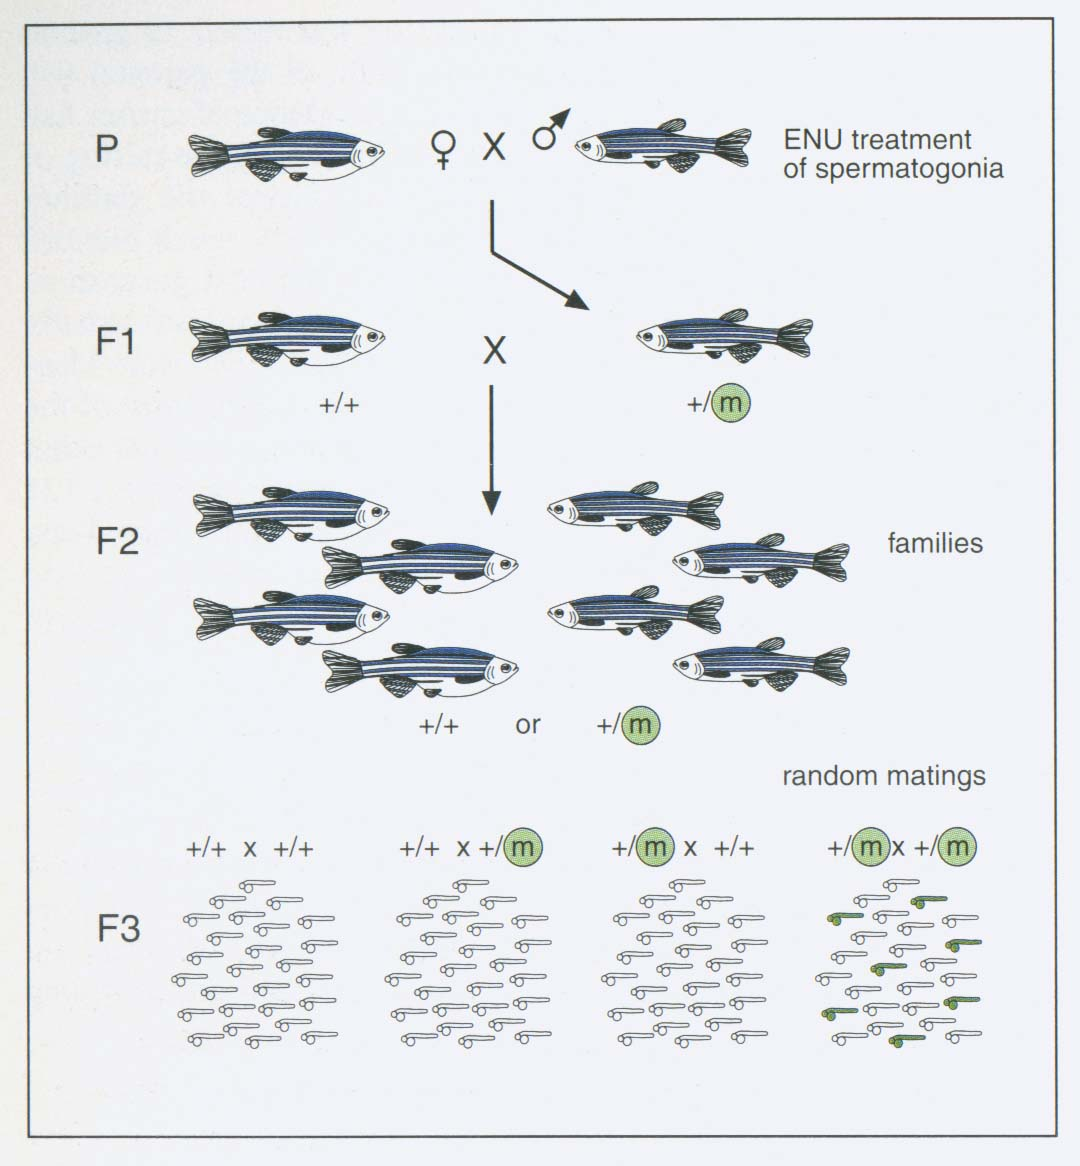 P ♀ X ♂ ENU treatment
of spermatogonia
F1 X
+/+ +/m
F2 families
+/+ or +/m
random matings
+/+ x +/+ +/+ x +/m +/m x +/+ +/m x +/m
F3